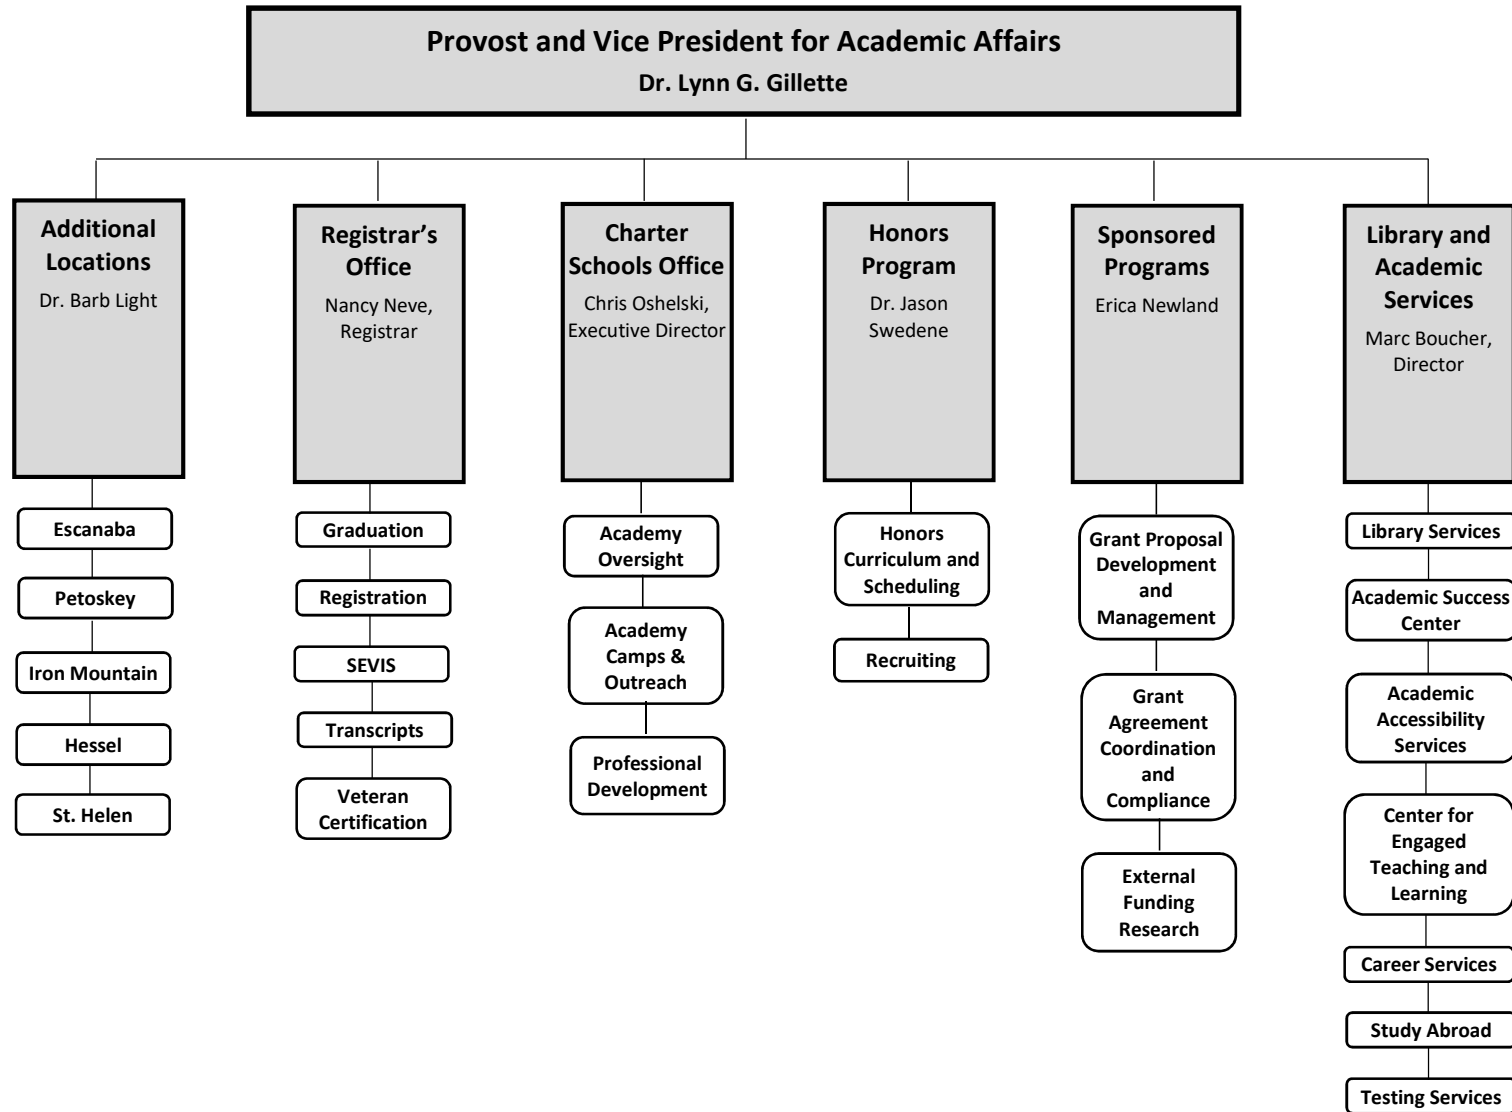 Provost and Vice President for Academic Affairs
Dr. Lynn G. Gillette
Additional
Locations
Dr. Barb Light
Escanaba
Petoskey
Iron Mountain
Hessel
St. Helen
Registrar’s
Office
Nancy Neve,
Registrar
Graduation
Registration
SEVIS
Transcripts
Veteran
Certification
Charter
Schools Office
Chris Oshelski,
Executive Director
Academy
Oversight
Academy
Camps &
Outreach
Professional
Development
Honors
Program
Dr. Jason
Swedene
Honors
Curriculum and
Scheduling
Recruiting
Sponsored
Programs
Erica Newland
Grant Proposal
Development
and
Management
Grant
Agreement
Coordination
and
Compliance
External
Funding
Research
Library and
Academic
Services
Marc Boucher,
Director
Library Services
Academic Success
Center
Academic
Accessibility
Services
Center for
Engaged
Teaching and
Learning
Career Services
Study Abroad
Testing Services